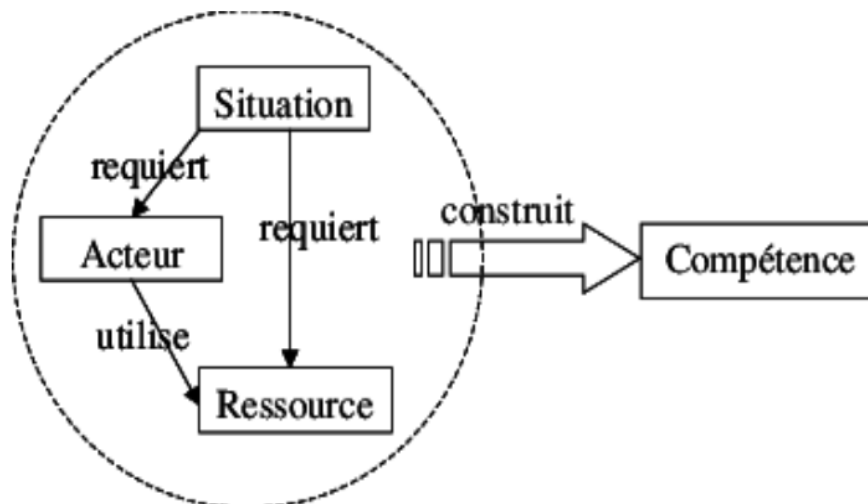 Situation
requiert
construit
requiert
Acteur
Compétence
utilise
Ressource